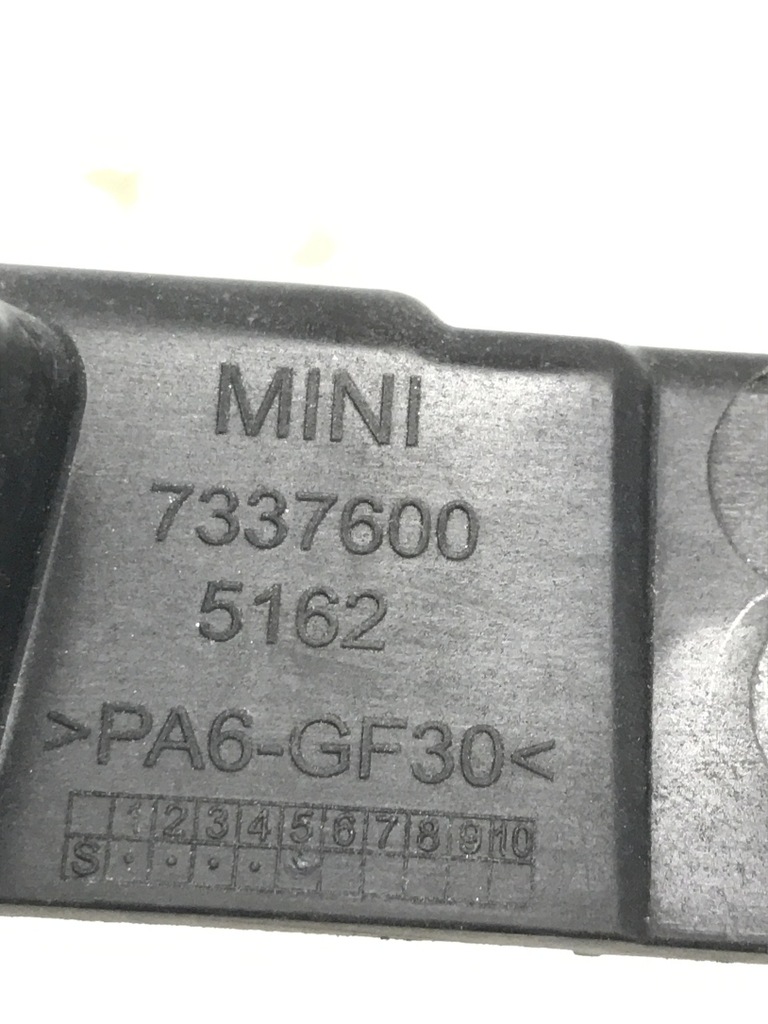 MINI
7337600
5162
>PA6-GF30<
1 2 3 4 5 6 7 8 9 10
S